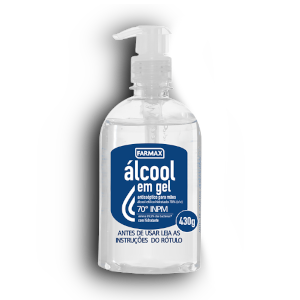 FARMAX
álcool
em gel
antisséptico para mãos
70° INPM
com hidratante
430g
ANTES DE USAR LEIA AS
INSTRUÇÕES DO RÓTULO